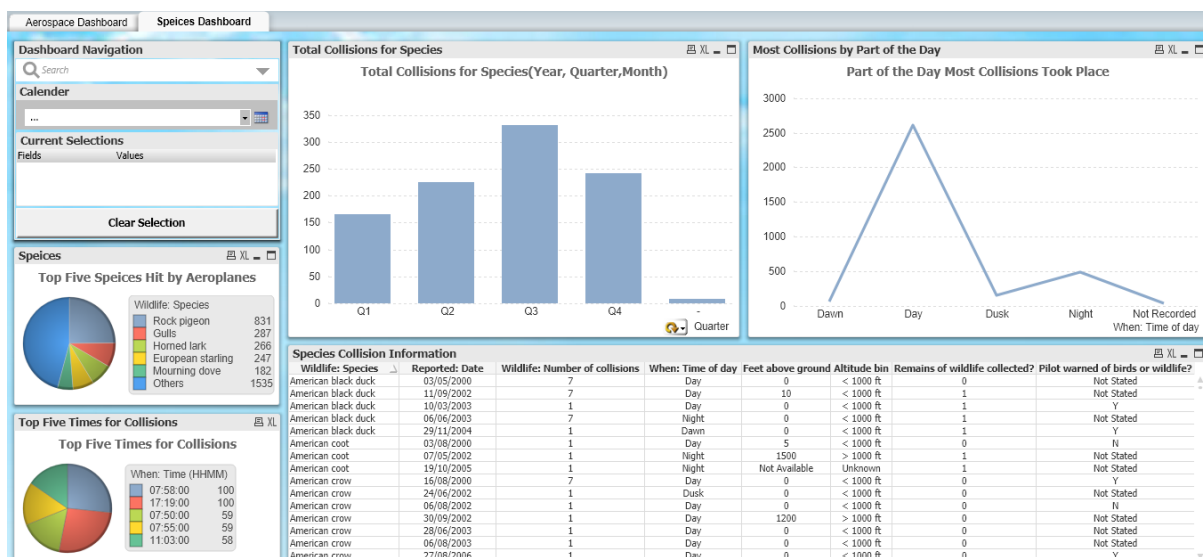 Aerospace Dashboard
Speices Dashboard
Dashboard Navigation
Search
Calender
...
Current Selections
Fields Values
Clear Selection
Speices XL
Top Five Speices Hit by Aeroplanes
Wildlife: Species
Rock pigeon 831
Gulls 287
Horned lark 266
European starling 247
Mourning dove 182
Others 1535
Top Five Times for Collisions XL
Top Five Times for Collisions
When: Time (HHMM)
07:58:00 100
17:19:00 100
07:50:00 59
07:55:00 59
11:03:00 58
Total Collisions for Species XL
Total Collisions for Species(Year, Quarter,Month)
350
300
250
200
150
100
50
0
Q1 Q2 Q3 Q4 -
Quarter
Most Collisions by Part of the Day XL
Part of the Day Most Collisions Took Place
3000
2500
2000
1500
1000
500
0
Dawn Day Dusk Night Not Recorded
When: Time of day
Species Collision Information XL
Wildlife: Species Reported: Date Wildlife: Number of collisions When: Time of day Feet above ground Altitude bin Remains of wildlife collected? Pilot warned of birds or wildlife?
American black duck 03/05/2000 7 Day 0 < 1000 ft 0 Not Stated
American black duck 11/09/2002 7 Day 10 < 1000 ft 1 Not Stated
American black duck 10/03/2003 1 Day 0 < 1000 ft 1 Y
American black duck 06/06/2003 7 Night 0 < 1000 ft 1 Not Stated
American black duck 29/11/2004 1 Dawn 0 < 1000 ft 1 Y
American coot 03/08/2000 1 Day 5 < 1000 ft 0 N
American coot 07/05/2002 1 Night 1500 > 1000 ft 1 Not Stated
American coot 19/10/2005 1 Night Not Available Unknown 1 Not Stated
American crow 16/08/2000 7 Day 0 < 1000 ft 0 Y
American crow 24/06/2002 1 Dusk 0 < 1000 ft 0 Not Stated
American crow 06/08/2002 1 Day 0 < 1000 ft 0 N
American crow 30/09/2002 1 Day 1200 > 1000 ft 0 Not Stated
American crow 28/06/2003 1 Day 0 < 1000 ft 0 Not Stated
American crow 06/08/2003 1 Day 0 < 1000 ft 0 Not Stated
American crow 27/08/2006 1 Day 0 < 1000 ft 0 Y